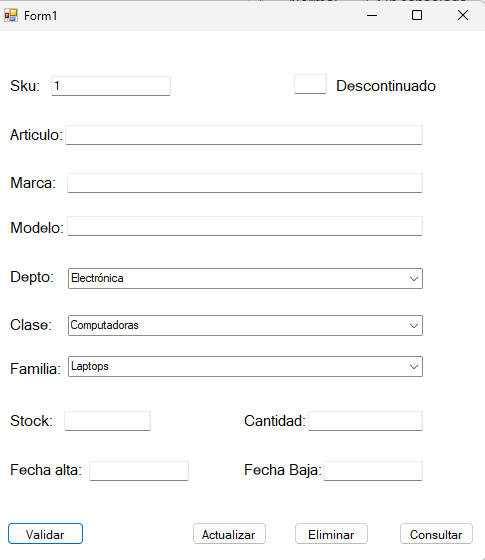 Form1
Sku: 1 Descontinuado
Articulo:
Marca:
Modelo:
Depto: Electrónica
Clase: Computadoras
Familia: Laptops
Stock: Cantidad:
Fecha alta: Fecha Baja:
Validar Actualizar Eliminar Consultar